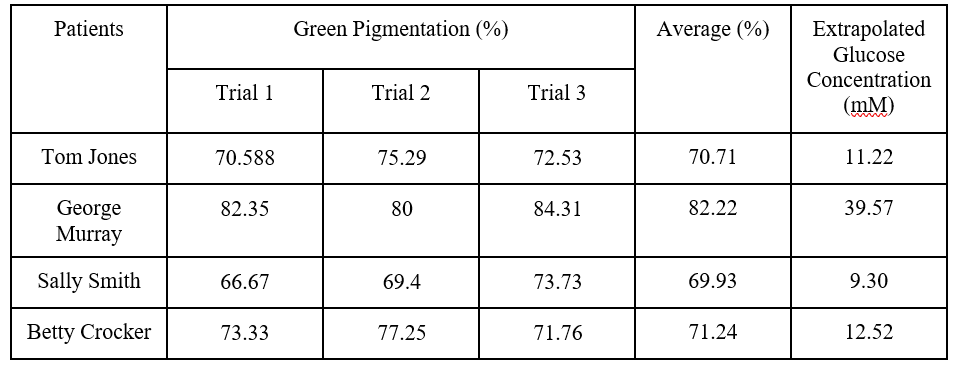 Patients Green Pigmentation (%) Average (%) Extrapolated
Glucose
Concentration
(mM)
Trial 1 Trial 2 Trial 3
Tom Jones 70.588 75.29 72.53 70.71 11.22
George
Murray 82.35 80 84.31 82.22 39.57
Sally Smith 66.67 69.4 73.73 69.93 9.30
Betty Crocker 73.33 77.25 71.76 71.24 12.52